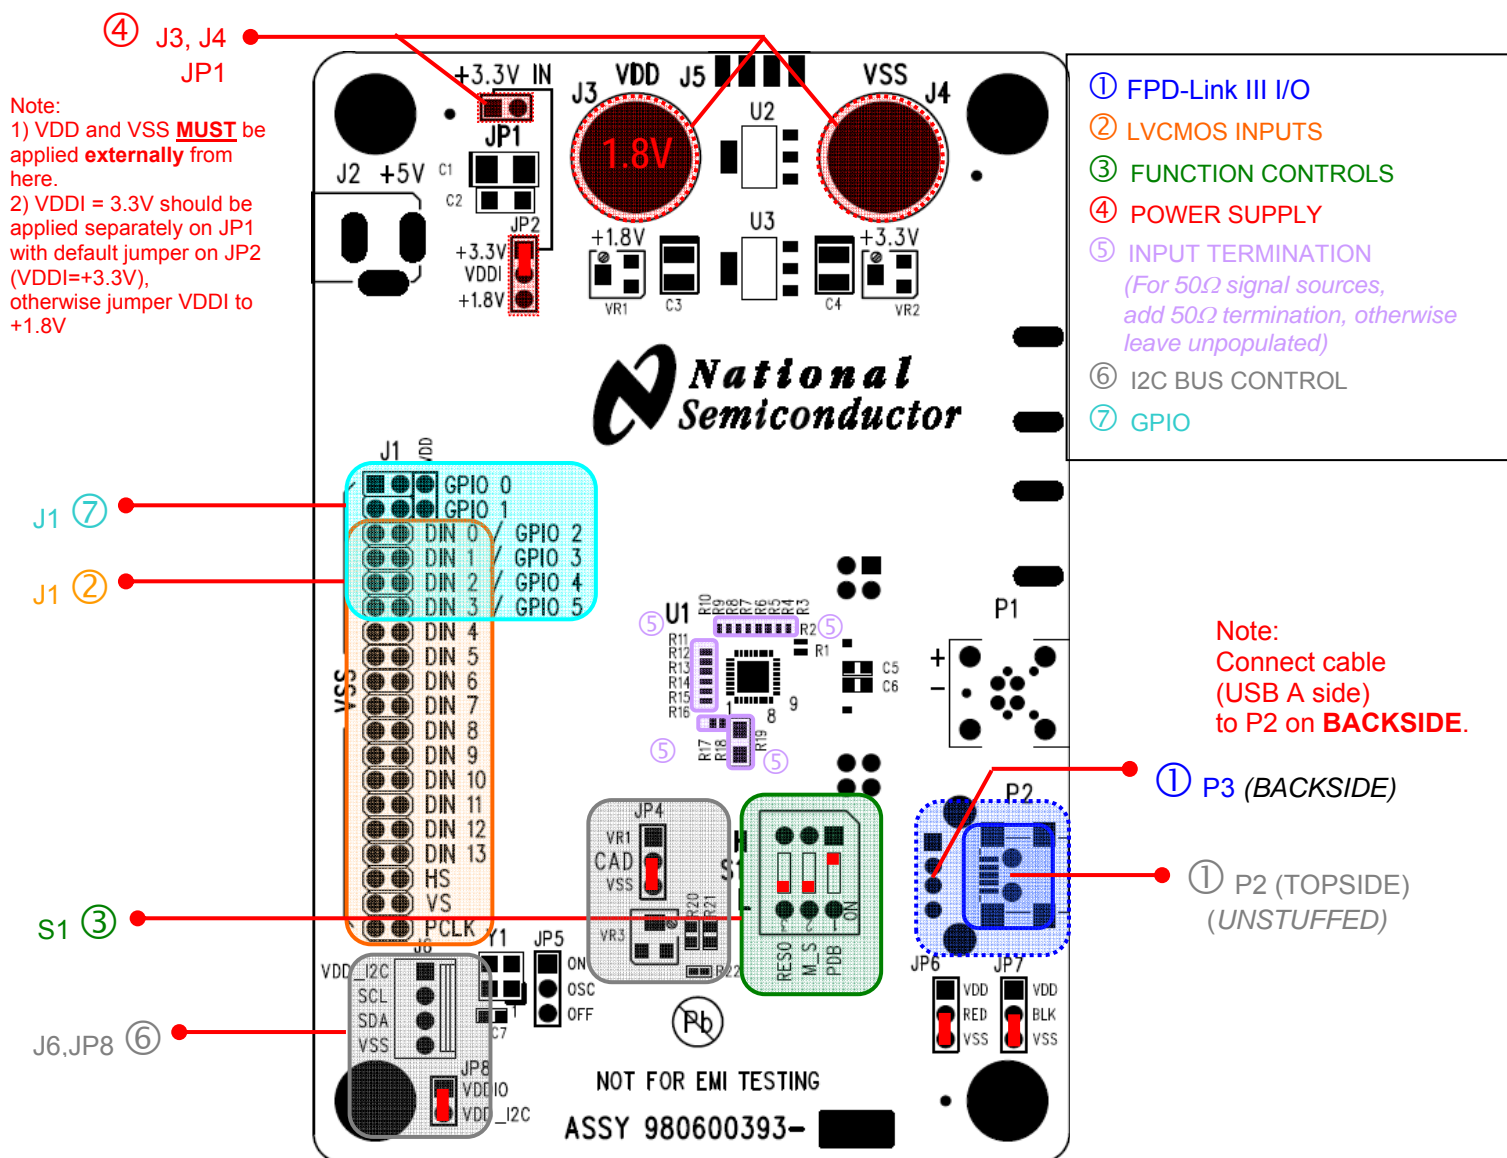 ④ J3, J4
JP1
Note:
1) VDD and VSS MUST be
applied externally from
here.
2) VDDI = 3.3V should be
applied separately on JP1
with default jumper on JP2
(VDDI=+3.3V),
otherwise jumper VDDI to
+1.8V
+3.3V IN
JP1
J3
VDD
J5
VSS
J4
1.8V
U2
J2 +5V
C1
C2
JP2
+3.3V
VDDI
+1.8V
+1.8V
VR1
C3
U3
C4
+3.3V
VR2
① FPD-Link III I/O
② LVCMOS INPUTS
③ FUNCTION CONTROLS
④ POWER SUPPLY
⑤ INPUT TERMINATION
(For 50Ω signal sources,
add 50Ω termination, otherwise
leave unpopulated)
⑥ I2C BUS CONTROL
⑦ GPIO
National
Semiconductor
J1
VDD
J1 ⑦
J1 ②
GPIO 0
GPIO 1
DIN 0 / GPIO 2
DIN 1 / GPIO 3
DIN 2 / GPIO 4
DIN 3 / GPIO 5
DIN 4
DIN 5
DIN 6
DIN 7
DIN 8
DIN 9
DIN 10
DIN 11
DIN 12
DIN 13
HS
VS
PCLK
VSS
U1
⑤
R10
R9
R8
R7
R6
R5
R4
R3
⑤
R2
R1
R11
R12
R13
R14
R15
R16
1
8
9
R17
R18
R19
⑤
⑤
C5
C6
P1
+
−
Note:
Connect cable
(USB A side)
to P2 on BACKSIDE.
① P3 (BACKSIDE)
① P2 (TOPSIDE)
(UNSTUFFED)
P2
JP4
VR1
CAD
VSS
VR3
R20
R21
R22
S1 ③
H
S1
L
ON
3
2
1
RES0
M_S
PDB
J6
VDD_I2C
SCL
SDA
VSS
J6,JP8 ⑥
JP8
VDDIO
VDD_I2C
Y1
1
C7
JP5
ON
OSC
OFF
Pb
JP6
VDD
RED
VSS
JP7
VDD
BLK
VSS
NOT FOR EMI TESTING
ASSY 980600393-